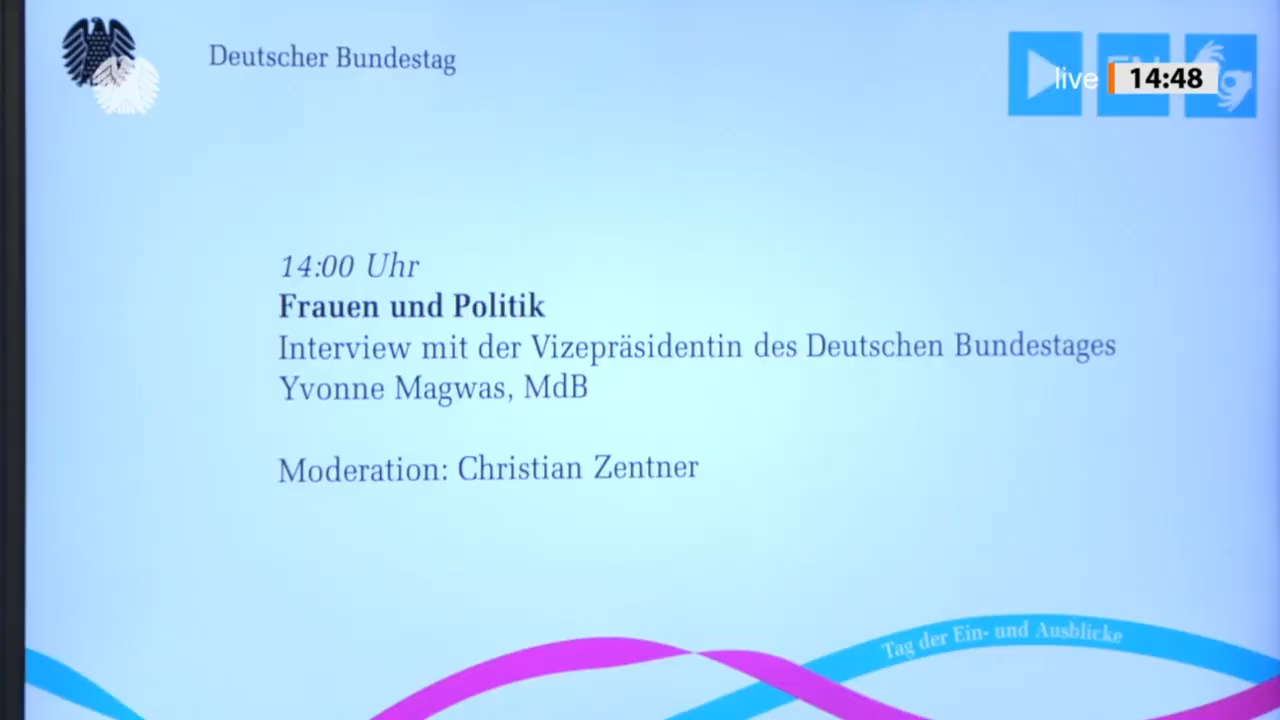 Deutscher Bundestag
live 14:48
14:00 Uhr
Frauen und Politik
Interview mit der Vizepräsidentin des Deutschen Bundestages
Yvonne Magwas, MdB
Moderation: Christian Zentner
Tag der Ein- und Ausblicke